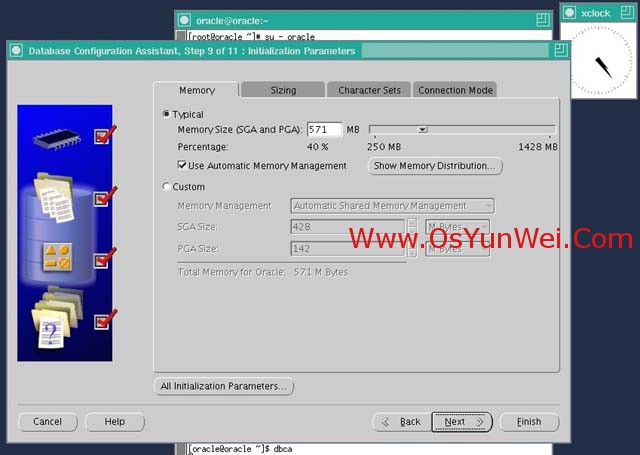 oracle@oracle:~
xclock
[root@oracle ~]# su - oracle
Database Configuration Assistant, Step 9 of 11 : Initialization Parameters
Memory
Sizing
Character Sets
Connection Mode
Typical
Memory Size (SGA and PGA): 571 MB
Percentage: 40 % 250 MB 1428 MB
Use Automatic Memory Management
Show Memory Distribution...
Custom
Memory Management Automatic Shared Memory Management
SGA Size: 428 M Bytes
PGA Size: 142 M Bytes
Www.OsYunWei.Com
Total Memory for Oracle: 571 M Bytes
All Initialization Parameters...
Cancel
Help
Back
Next
Finish
[oracle@oracle ~]$ dbca